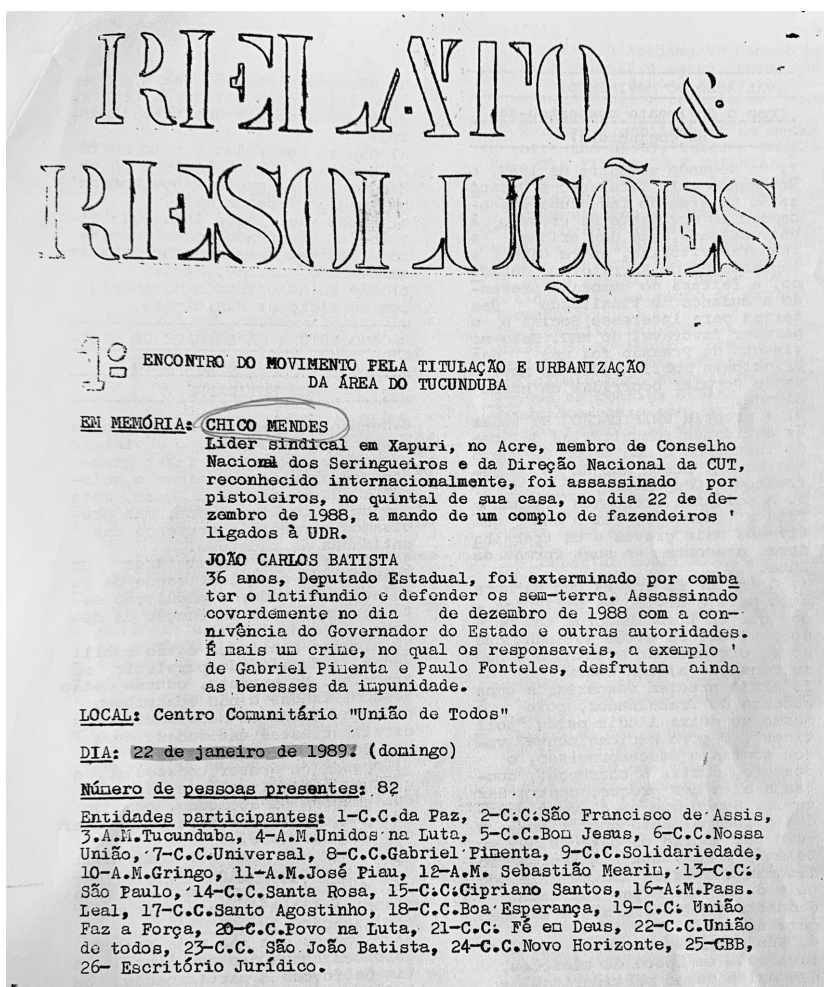 RELATO &
RESOLUÇÕES
1º ENCONTRO DO MOVIMENTO PELA TITULAÇÃO E URBANIZAÇÃO
DA ÁREA DO TUCUNDUBA
EM MEMÓRIA: CHICO MENDES
Lider sindical em Xapuri, no Acre, membro de Conselho
Nacional dos Seringueiros e da Direção Nacional da CUT,
reconhecido internacionalmente, foi assassinado por
pistoleiros, no quintal de sua casa, no dia 22 de de-
zembro de 1988, a mando de um complo de fazendeiros '
ligados à UDR.
JOÃO CARLOS BATISTA
36 anos, Deputado Estadual, foi exterminado por comba
ter o latifundio e defender os sem-terra. Assassinado
covardemente no dia de dezembro de 1988 com a con-
nivência do Governador do Estado e outras autoridades.
É mais um crime, no qual os responsaveis, a exemplo '
de Gabriel Pimenta e Paulo Fonteles, desfrutam ainda
as benesses da impunidade.
LOCAL: Centro Comunitário "União de Todos"
DIA: 22 de janeiro de 1989. (domingo)
Número de pessoas presentes: 82
Entidades participantes: 1-C.C.da Paz, 2-C.C.São Francisco de Assis,
3.A.M.Tucunduba, 4-A.M.Unidos na Luta, 5-C.C.Bom Jesus, 6-C.C.Nossa
União, 7-C.C.Universal, 8-C.C.Gabriel Pimenta, 9-C.C.Solidariedade,
10-A.M.Gringo, 11-A.M.José Piau, 12-A.M. Sebastião Mearim, 13-C.C.
São Paulo, 14-C.C.Santa Rosa, 15-C.C.Cipriano Santos, 16-A.M.Pass.
Leal, 17-C.C.Santo Agostinho, 18-C.C.Boa Esperança, 19-C.C. União
Faz a Força, 20-C.C.Povo na Luta, 21-C.C. Fé em Deus, 22-C.C.União
de todos, 23-C.C. São João Batista, 24-C.C.Novo Horizonte, 25-CBB,
26- Escritório Jurídico.